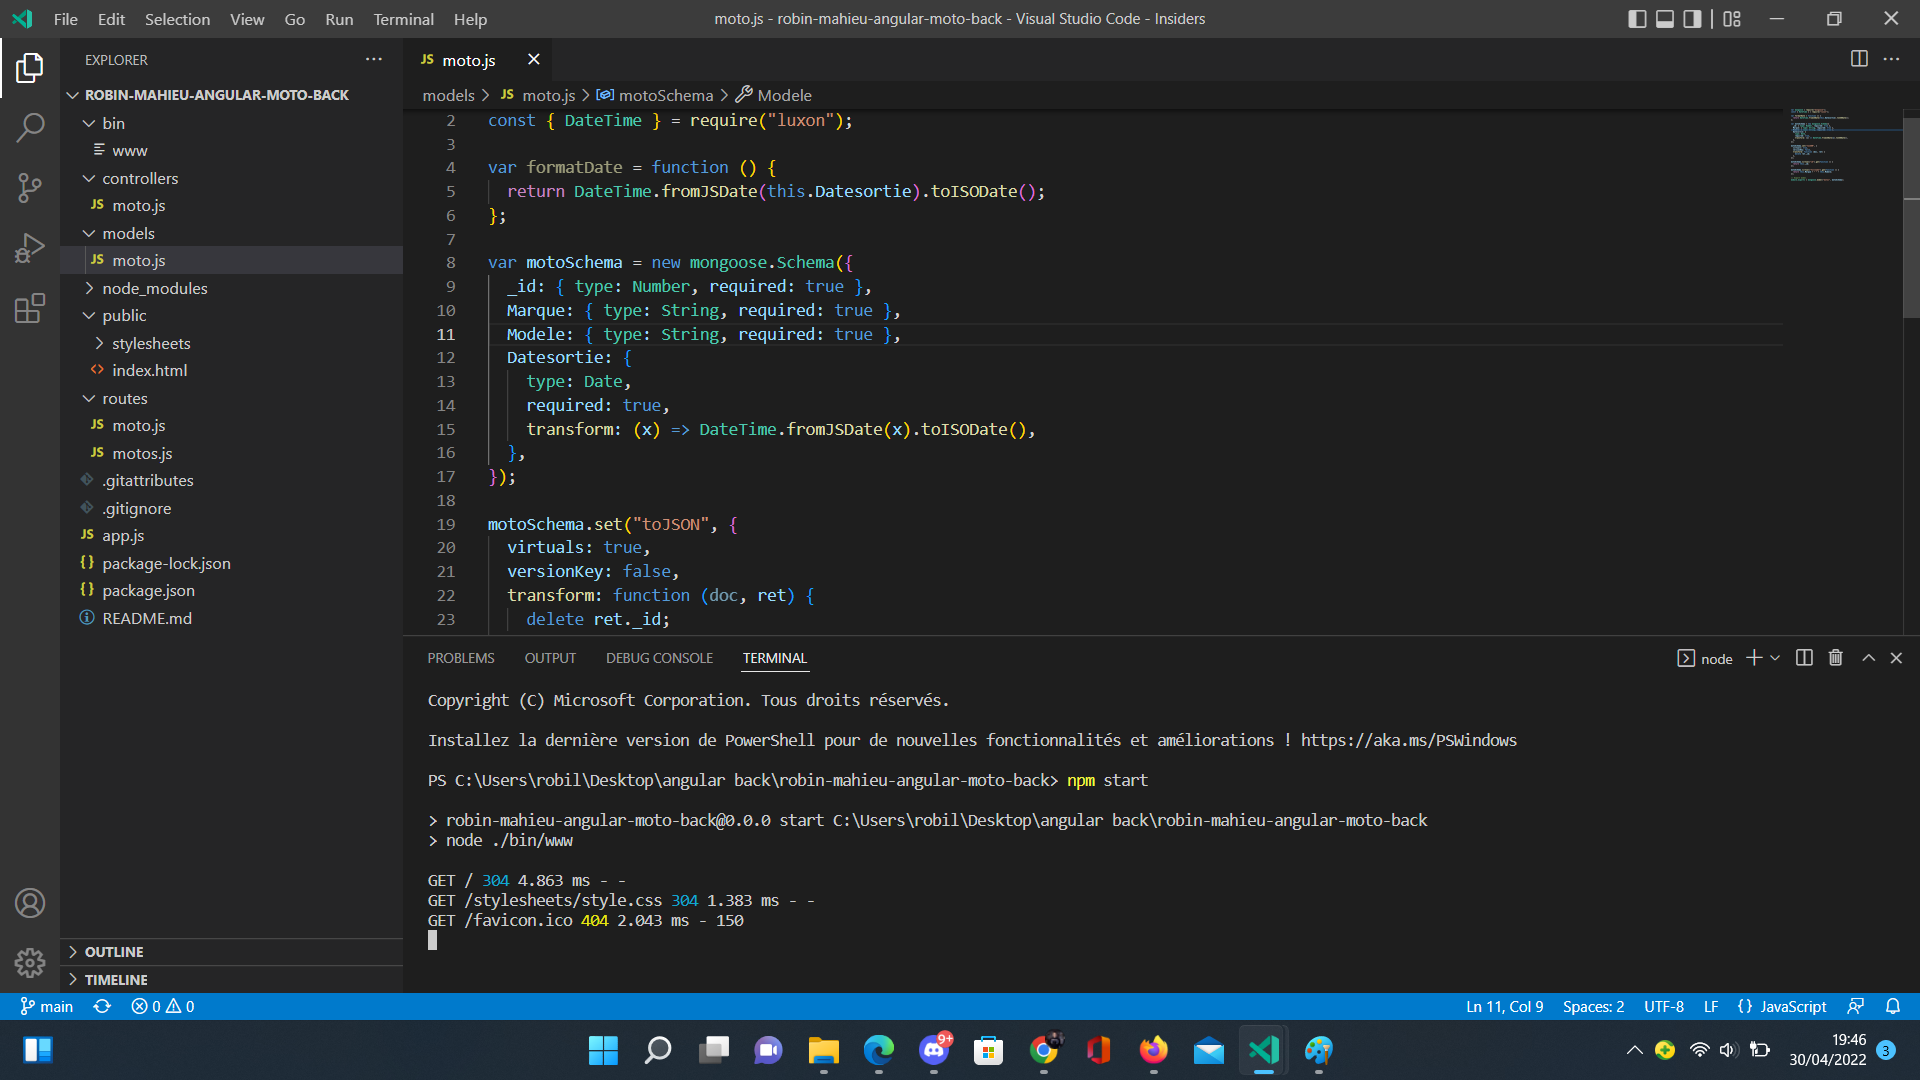 File Edit Selection View Go Run Terminal Help
moto.js - robin-mahieu-angular-moto-back - Visual Studio Code - Insiders
EXPLORER
ROBIN-MAHIEU-ANGULAR-MOTO-BACK
bin
www
controllers
JS moto.js
models
JS moto.js
node_modules
public
stylesheets
<> index.html
routes
JS moto.js
JS motos.js
.gitattributes
.gitignore
JS app.js
{} package-lock.json
{} package.json
README.md
OUTLINE
TIMELINE
JS moto.js
models > JS moto.js > motoSchema > Modele
2 const { DateTime } = require("luxon");
3
4 var formatDate = function () {
5 return DateTime.fromJSDate(this.Datesortie).toISODate();
6 };
7
8 var motoSchema = new mongoose.Schema({
9 _id: { type: Number, required: true },
10 Marque: { type: String, required: true },
11 Modele: { type: String, required: true },
12 Datesortie: {
13 type: Date,
14 required: true,
15 transform: (x) => DateTime.fromJSDate(x).toISODate(),
16 },
17 });
18
19 motoSchema.set("toJSON", {
20 virtuals: true,
21 versionKey: false,
22 transform: function (doc, ret) {
23 delete ret._id;
PROBLEMS OUTPUT DEBUG CONSOLE TERMINAL
node
Copyright (C) Microsoft Corporation. Tous droits réservés.
Installez la dernière version de PowerShell pour de nouvelles fonctionnalités et améliorations ! https://aka.ms/PSWindows
PS C:\Users\robil\Desktop\angular back\robin-mahieu-angular-moto-back> npm start
> robin-mahieu-angular-moto-back@0.0.0 start C:\Users\robil\Desktop\angular back\robin-mahieu-angular-moto-back
> node ./bin/www
GET / 304 4.863 ms - -
GET /stylesheets/style.css 304 1.383 ms - -
GET /favicon.ico 404 2.043 ms - 150
main 0 0
Ln 11, Col 9 Spaces: 2 UTF-8 LF {} JavaScript
9+
19:46
30/04/2022
3